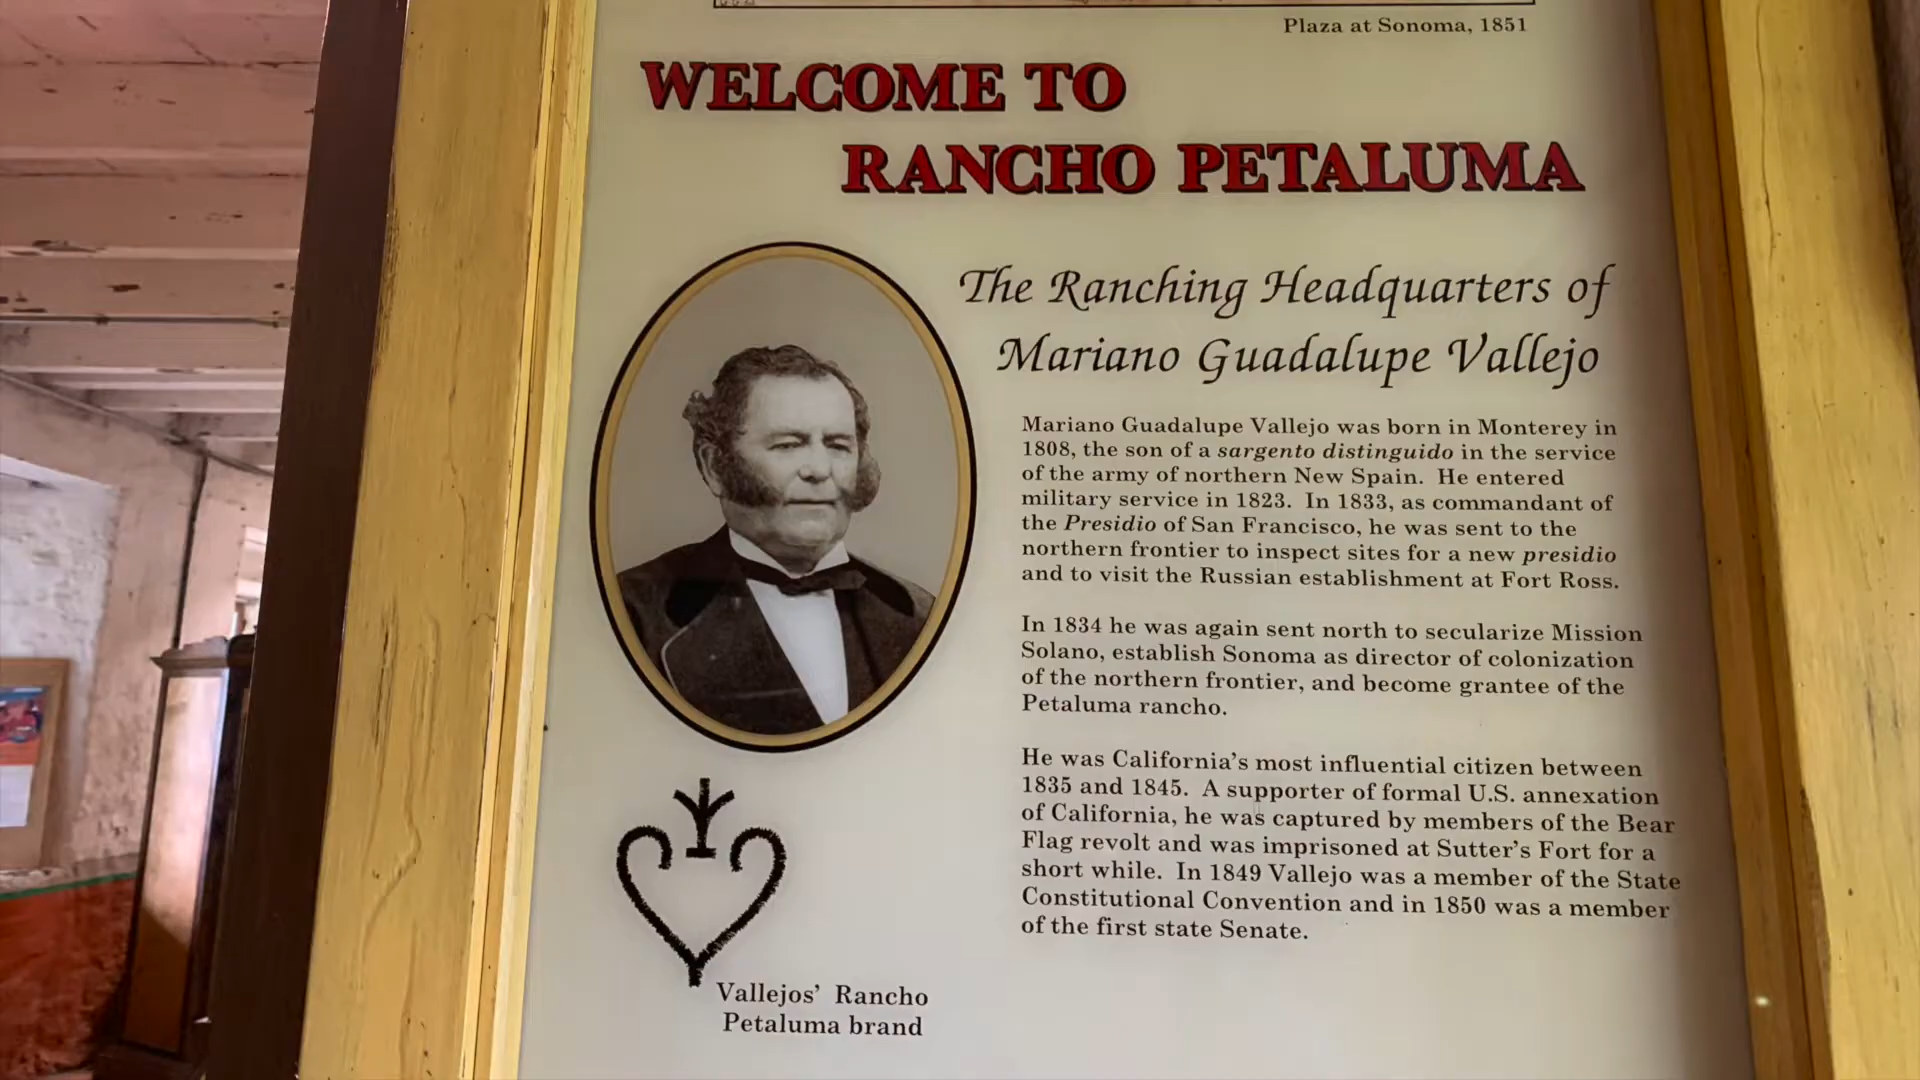 Plaza at Sonoma, 1851
WELCOME TO
RANCHO PETALUMA
The Ranching Headquarters of
Mariano Guadalupe Vallejo
Mariano Guadalupe Vallejo was born in Monterey in
1808, the son of a sargento distinguido in the service
of the army of northern New Spain. He entered
military service in 1823. In 1833, as commandant of
the Presidio of San Francisco, he was sent to the
northern frontier to inspect sites for a new presidio
and to visit the Russian establishment at Fort Ross.
In 1834 he was again sent north to secularize Mission
Solano, establish Sonoma as director of colonization
of the northern frontier, and become grantee of the
Petaluma rancho.
He was California's most influential citizen between
1835 and 1845. A supporter of formal U.S. annexation
of California, he was captured by members of the Bear
Flag revolt and was imprisoned at Sutter's Fort for a
short while. In 1849 Vallejo was a member of the State
Constitutional Convention and in 1850 was a member
of the first state Senate.
Vallejos' Rancho
Petaluma brand